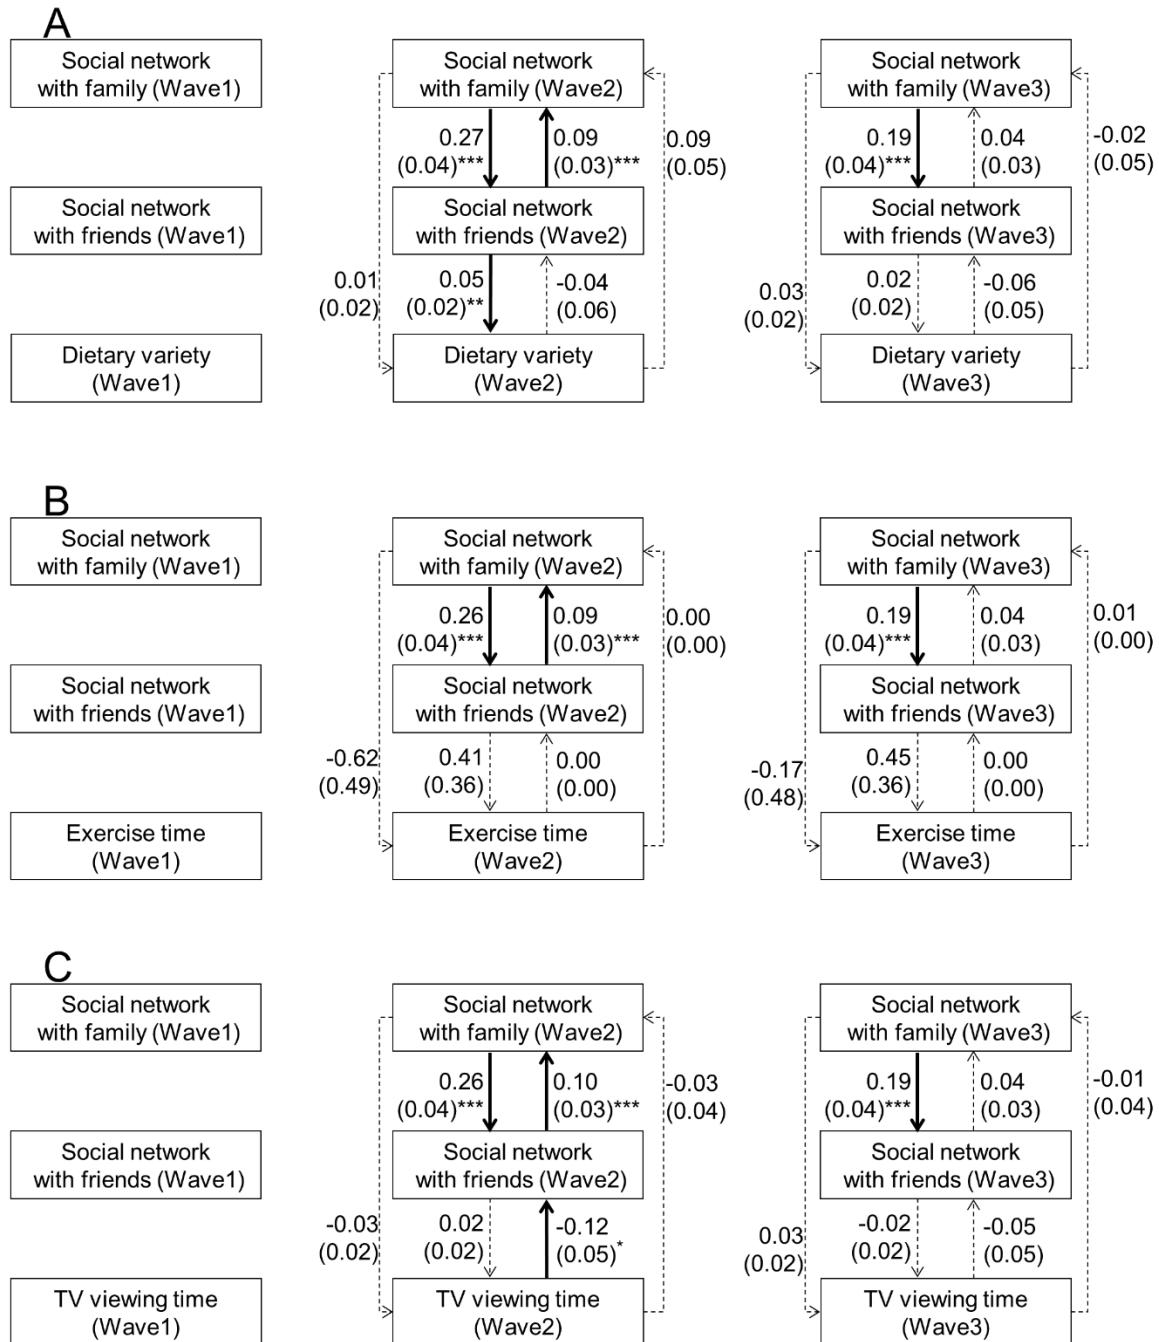 A
Social network
with family (Wave1)
Social network
with family (Wave2)
Social network
with family (Wave3)
0.27
(0.04)***
0.09
(0.03)***
0.09
(0.05)
0.19
(0.04)***
0.04
(0.03)
-0.02
(0.05)
Social network
with friends (Wave1)
Social network
with friends (Wave2)
Social network
with friends (Wave3)
0.01
(0.02)
0.05
(0.02)**
-0.04
(0.06)
0.03
(0.02)
0.02
(0.02)
-0.06
(0.05)
Dietary variety
(Wave1)
Dietary variety
(Wave2)
Dietary variety
(Wave3)
B
Social network
with family (Wave1)
Social network
with family (Wave2)
Social network
with family (Wave3)
0.26
(0.04)***
0.09
(0.03)***
0.00
(0.00)
0.19
(0.04)***
0.04
(0.03)
0.01
(0.00)
Social network
with friends (Wave1)
Social network
with friends (Wave2)
Social network
with friends (Wave3)
-0.62
(0.49)
0.41
(0.36)
0.00
(0.00)
-0.17
(0.48)
0.45
(0.36)
0.00
(0.00)
Exercise time
(Wave1)
Exercise time
(Wave2)
Exercise time
(Wave3)
C
Social network
with family (Wave1)
Social network
with family (Wave2)
Social network
with family (Wave3)
0.26
(0.04)***
0.10
(0.03)***
-0.03
(0.04)
0.19
(0.04)***
0.04
(0.03)
-0.01
(0.04)
Social network
with friends (Wave1)
Social network
with friends (Wave2)
Social network
with friends (Wave3)
-0.03
(0.02)
0.02
(0.02)
-0.12
(0.05)*
0.03
(0.02)
-0.02
(0.02)
-0.05
(0.05)
TV viewing time
(Wave1)
TV viewing time
(Wave2)
TV viewing time
(Wave3)